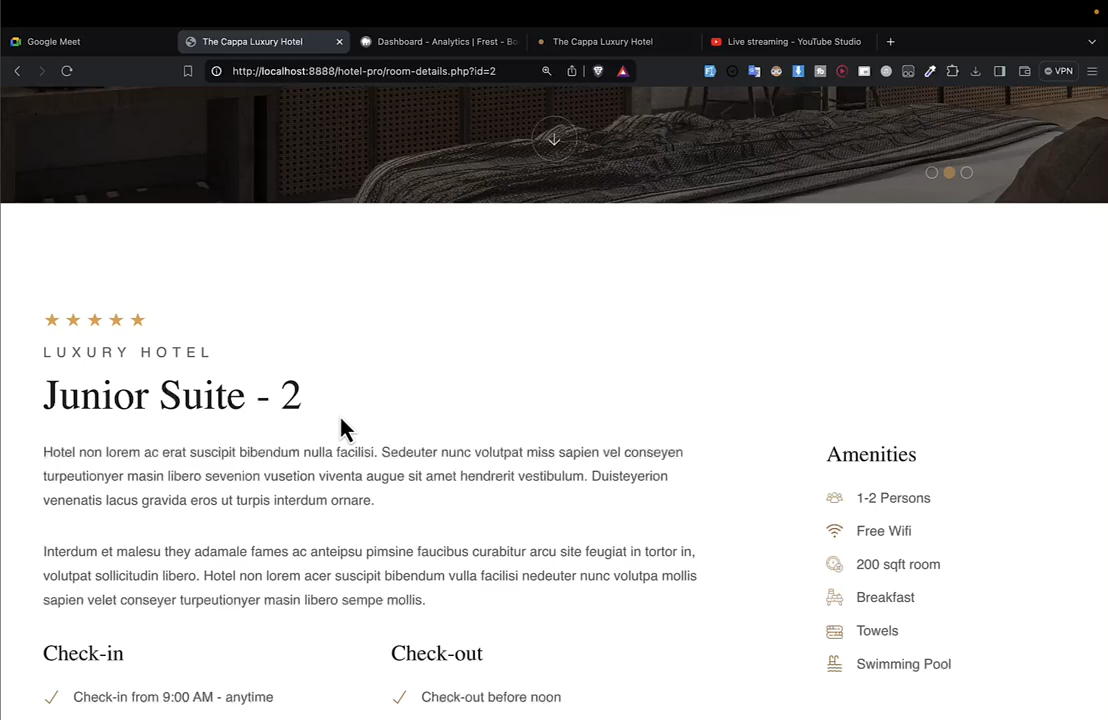 Google Meet
The Cappa Luxury Hotel
Dashboard - Analytics | Frest - Bo
The Cappa Luxury Hotel
Live streaming - YouTube Studio
http://localhost:8888/hotel-pro/room-details.php?id=2
VPN
LUXURY HOTEL
Junior Suite - 2
Hotel non lorem ac erat suscipit bibendum nulla facilisi. Sedeuter nunc volutpat miss sapien vel conseyen
turpeutionyer masin libero sevenion vusetion viventa augue sit amet hendrerit vestibulum. Duisteyerion
venenatis lacus gravida eros ut turpis interdum ornare.
Interdum et malesu they adamale fames ac anteipsu pimsine faucibus curabitur arcu site feugiat in tortor in,
volutpat sollicitudin libero. Hotel non lorem acer suscipit bibendum vulla facilisi nedeuter nunc volutpa mollis
sapien velet conseyer turpeutionyer masin libero sempe mollis.
Check-in
Check-in from 9:00 AM - anytime
Check-out
Check-out before noon
Amenities
1-2 Persons
Free Wifi
200 sqft room
Breakfast
Towels
Swimming Pool